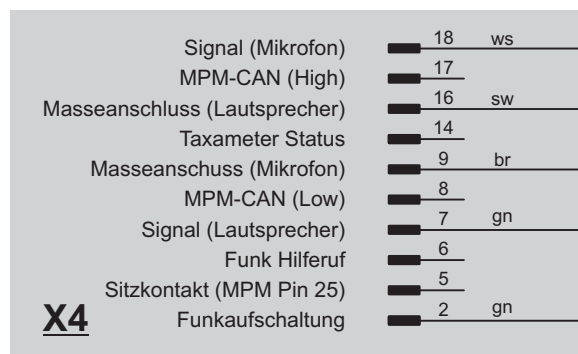 Signal (Mikrofon) 18 ws
MPM-CAN (High) 17
Masseanschluss (Lautsprecher) 16 sw
Taxameter Status 14
Masseanschuss (Mikrofon) 9 br
MPM-CAN (Low) 8
Signal (Lautsprecher) 7 gn
Funk Hilferuf 6
Sitzkontakt (MPM Pin 25) 5
X4 Funkaufschaltung 2 gn